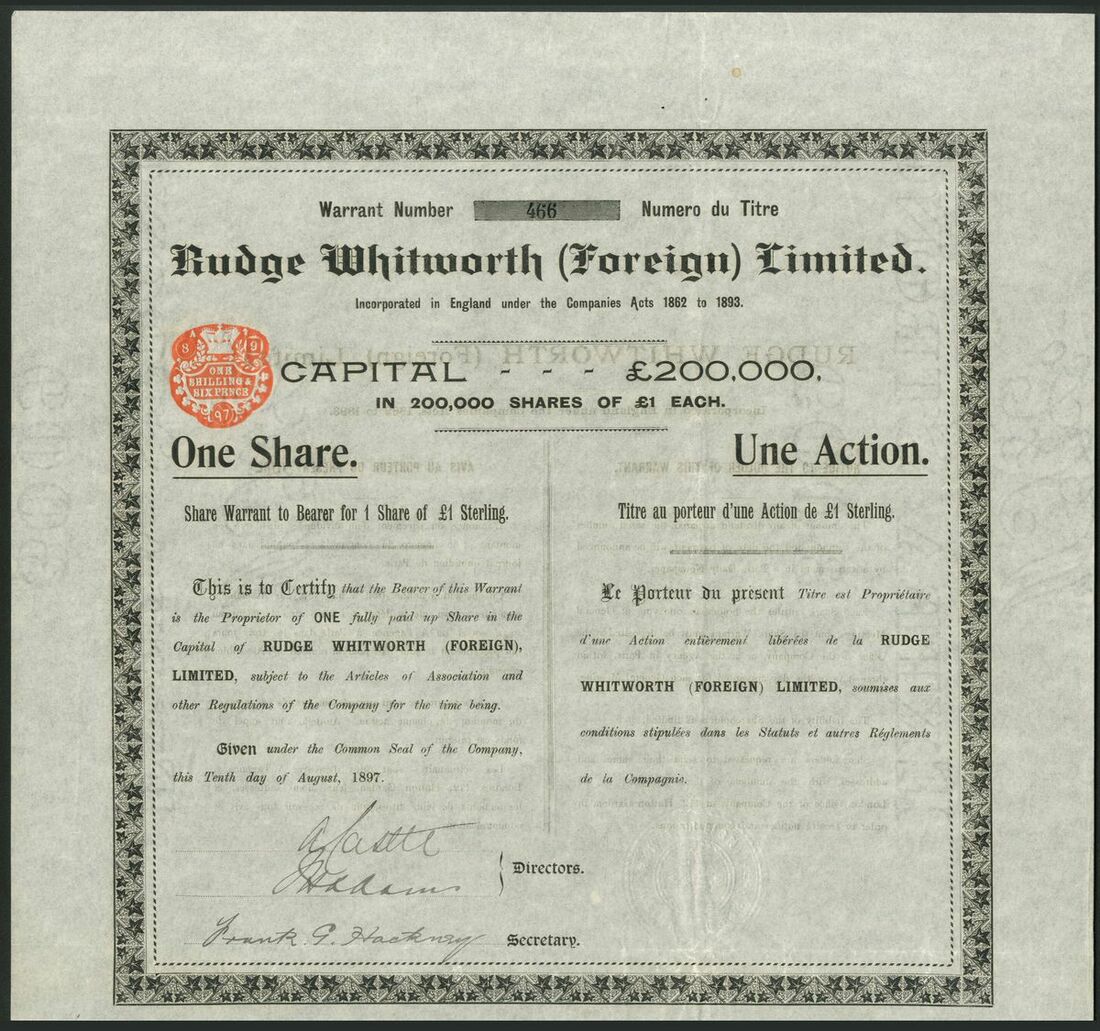 Warrant Number 466 Numero du Titre
Rudge Whitworth (Foreign) Limited.
Incorporated in England under the Companies Acts 1862 to 1893.
A
8 9
ONE
SHILLING &
SIX PENCE
97
CAPITAL - - - £200,000,
IN 200,000 SHARES OF £1 EACH.
One Share.
Share Warrant to Bearer for 1 Share of £1 Sterling.
This is to Certify that the Bearer of this Warrant
is the Proprietor of ONE fully paid up Share in the
Capital of RUDGE WHITWORTH (FOREIGN),
LIMITED, subject to the Articles of Association and
other Regulations of the Company for the time being.
Given under the Common Seal of the Company,
this Tenth day of August, 1897.
Une Action.
Titre au porteur d'une Action de £1 Sterling.
Le Porteur du présent Titre est Propriétaire
d'une Action entièrement libérées de la RUDGE
WHITWORTH (FOREIGN) LIMITED, soumises aux
conditions stipulées dans les Statuts et autres Réglements
de la Compagnie.
Directors.
Frank G. Hackney Secretary.